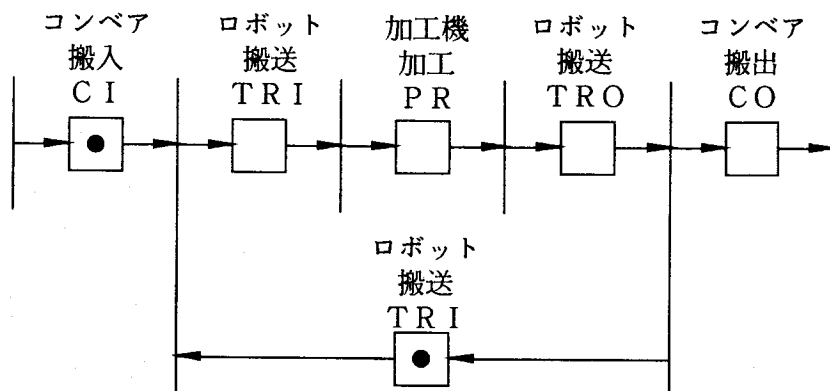 コンベア
搬入
CI
ロボット
搬送
TRI
加工機
加工
PR
ロボット
搬送
TRO
コンベア
搬出
CO
ロボット
搬送
TRI